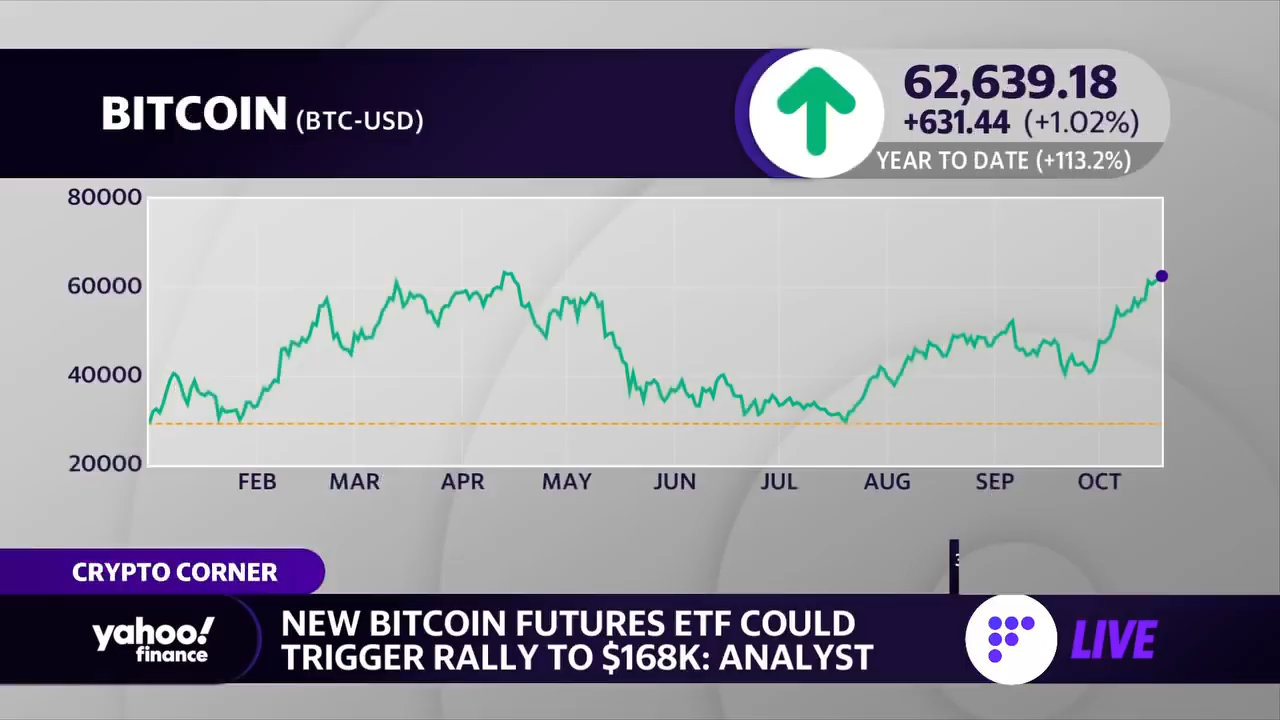 BITCOIN (BTC-USD)
62,639.18
+631.44 (+1.02%)
YEAR TO DATE (+113.2%)
80000
60000
40000
20000
FEB MAR APR MAY JUN JUL AUG SEP OCT
CRYPTO CORNER
yahoo!
finance
NEW BITCOIN FUTURES ETF COULD
TRIGGER RALLY TO $168K: ANALYST
LIVE